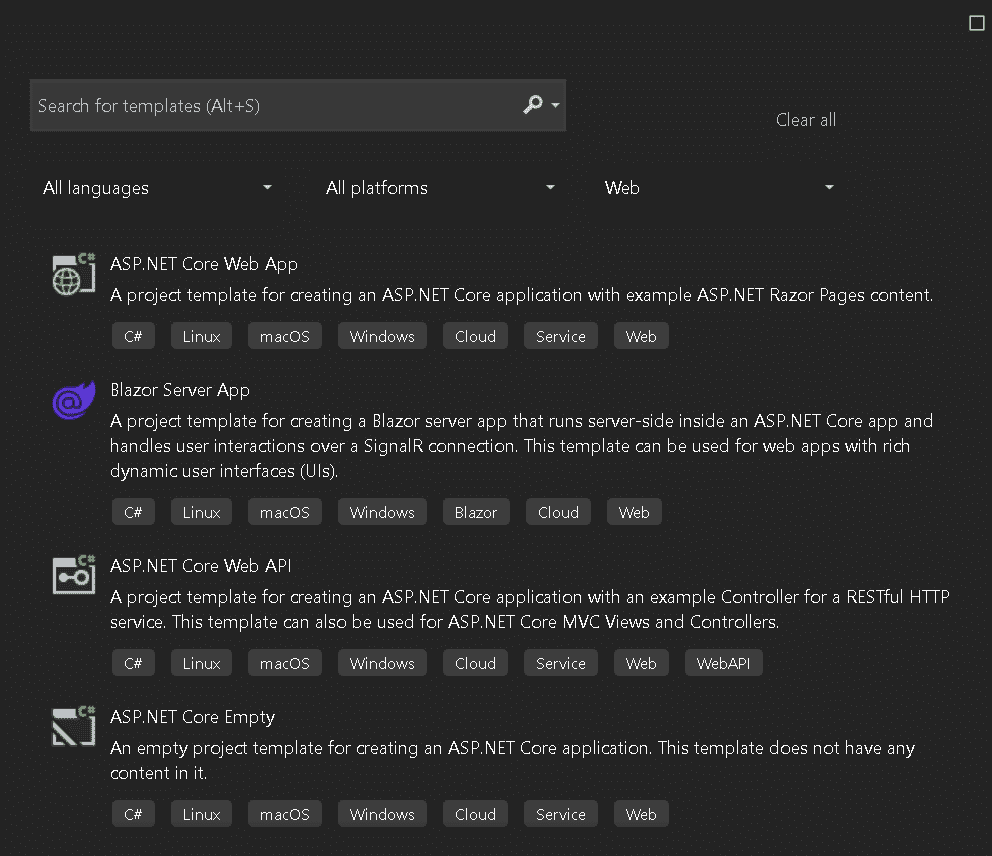 Search for templates (Alt+S)
Clear all
All languages
All platforms
Web
C#
ASP.NET Core Web App
A project template for creating an ASP.NET Core application with example ASP.NET Razor Pages content.
C# Linux macOS Windows Cloud Service Web
Blazor Server App
A project template for creating a Blazor server app that runs server-side inside an ASP.NET Core app and
handles user interactions over a SignalR connection. This template can be used for web apps with rich
dynamic user interfaces (UIs).
C# Linux macOS Windows Blazor Cloud Web
C#
ASP.NET Core Web API
A project template for creating an ASP.NET Core application with an example Controller for a RESTful HTTP
service. This template can also be used for ASP.NET Core MVC Views and Controllers.
C# Linux macOS Windows Cloud Service Web WebAPI
C#
ASP.NET Core Empty
An empty project template for creating an ASP.NET Core application. This template does not have any
content in it.
C# Linux macOS Windows Cloud Service Web